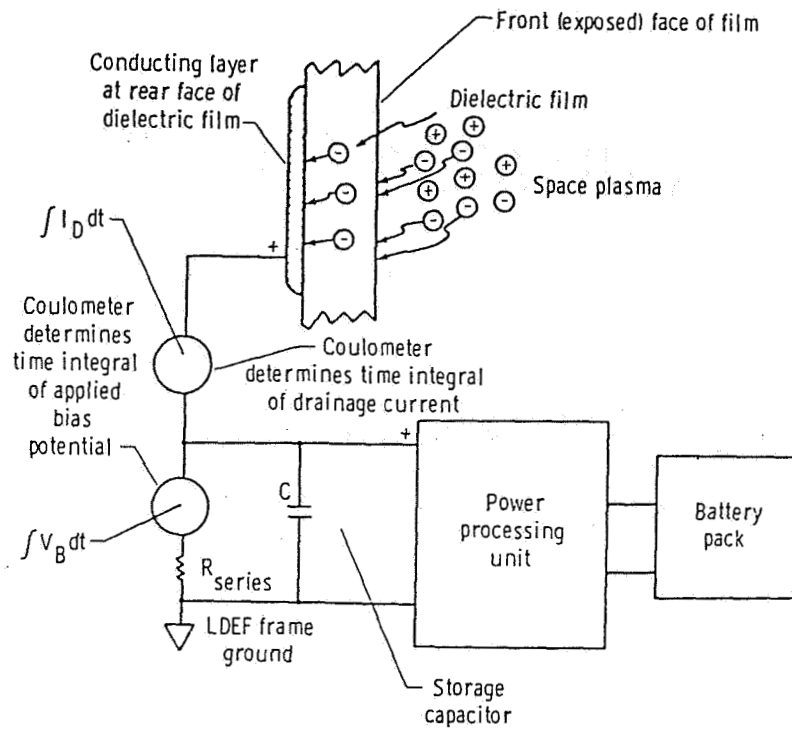 Front (exposed) face of film
Conducting layer
at rear face of
dielectric film
Dielectric film
Space plasma
+
+
+
+
+
-
-
-
-
-
-
-
-
+
∫ I_D dt
Coulometer
determines
time integral
of applied
bias
potential
Coulometer
determines time integral
of drainage current
+
C
Power
processing
unit
Battery
pack
∫ V_B dt
R_series
LDEF frame
ground
Storage
capacitor